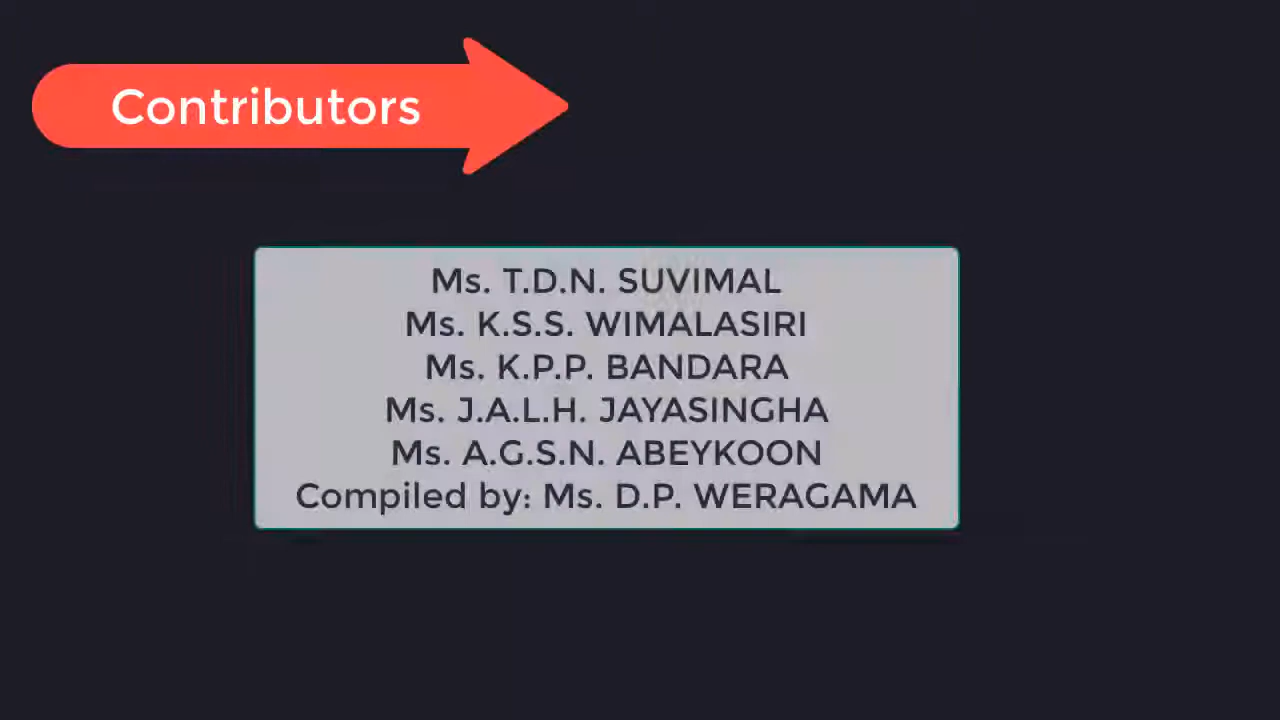 Contributors
Ms. T.D.N. SUVIMAL
Ms. K.S.S. WIMALASIRI
Ms. K.P.P. BANDARA
Ms. J.A.L.H. JAYASINGHA
Ms. A.G.S.N. ABEYKOON
Compiled by: Ms. D.P. WERAGAMA